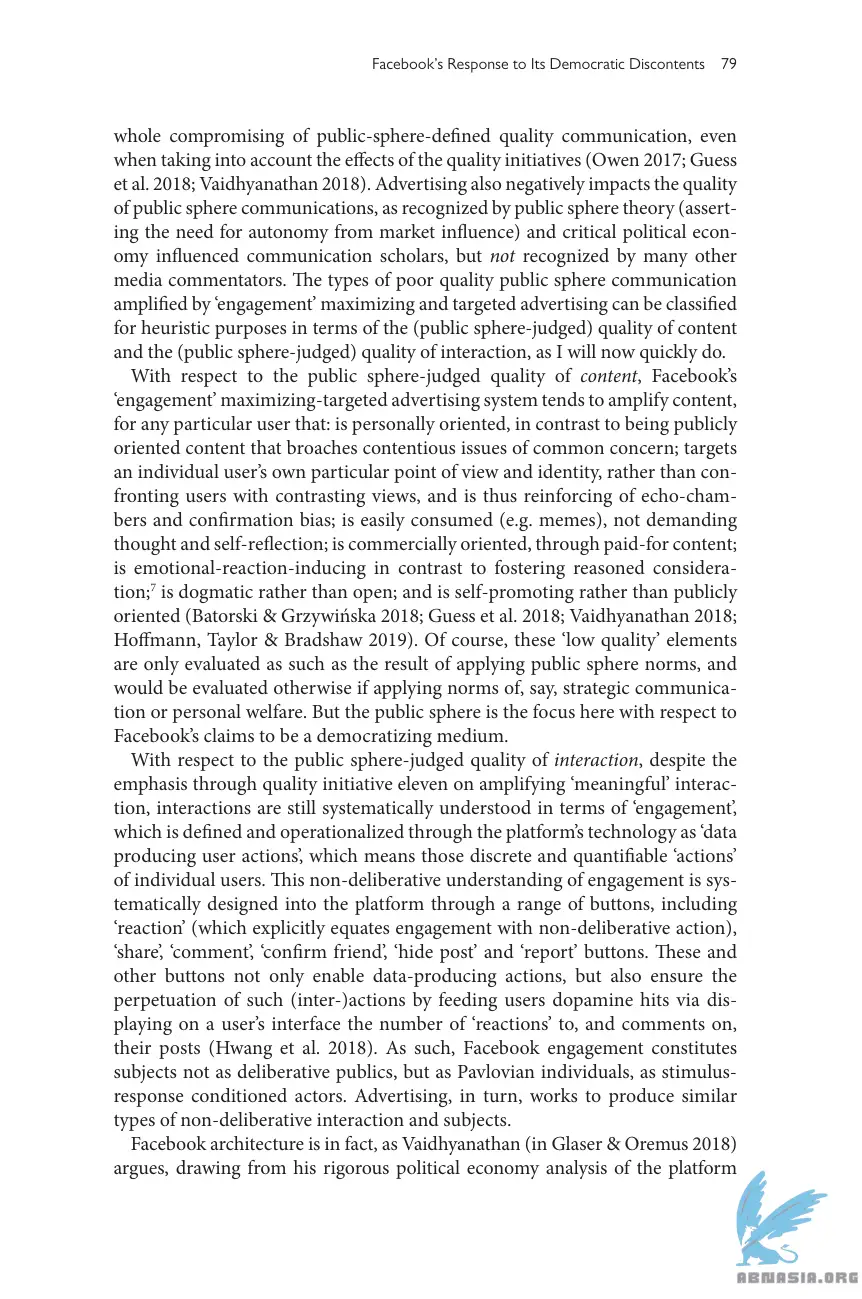 Facebook's Response to Its Democratic Discontents 79
whole compromising of public-sphere-defined quality communication, even
when taking into account the effects of the quality initiatives (Owen 2017; Guess
et al. 2018; Vaidhyanathan 2018). Advertising also negatively impacts the quality
of public sphere communications, as recognized by public sphere theory (assert-
ing the need for autonomy from market influence) and critical political econ-
omy influenced communication scholars, but not recognized by many other
media commentators. The types of poor quality public sphere communication
amplified by ‘engagement’ maximizing and targeted advertising can be classified
for heuristic purposes in terms of the (public sphere-judged) quality of content
and the (public sphere-judged) quality of interaction, as I will now quickly do.
With respect to the public sphere-judged quality of content, Facebook’s
‘engagement’ maximizing-targeted advertising system tends to amplify content,
for any particular user that: is personally oriented, in contrast to being publicly
oriented content that broaches contentious issues of common concern; targets
an individual user’s own particular point of view and identity, rather than con-
fronting users with contrasting views, and is thus reinforcing of echo-cham-
bers and confirmation bias; is easily consumed (e.g. memes), not demanding
thought and self-reflection; is commercially oriented, through paid-for content;
is emotional-reaction-inducing in contrast to fostering reasoned considera-
tion;⁷ is dogmatic rather than open; and is self-promoting rather than publicly
oriented (Batorski & Grzywińska 2018; Guess et al. 2018; Vaidhyanathan 2018;
Hoffmann, Taylor & Bradshaw 2019). Of course, these ‘low quality’ elements
are only evaluated as such as the result of applying public sphere norms, and
would be evaluated otherwise if applying norms of, say, strategic communica-
tion or personal welfare. But the public sphere is the focus here with respect to
Facebook’s claims to be a democratizing medium.
With respect to the public sphere-judged quality of interaction, despite the
emphasis through quality initiative eleven on amplifying ‘meaningful’ interac-
tion, interactions are still systematically understood in terms of ‘engagement’,
which is defined and operationalized through the platform’s technology as ‘data
producing user actions’, which means those discrete and quantifiable ‘actions’
of individual users. This non-deliberative understanding of engagement is sys-
tematically designed into the platform through a range of buttons, including
‘reaction’ (which explicitly equates engagement with non-deliberative action),
‘share’, ‘comment’, ‘confirm friend’, ‘hide post’ and ‘report’ buttons. These and
other buttons not only enable data-producing actions, but also ensure the
perpetuation of such (inter-)actions by feeding users dopamine hits via dis-
playing on a user’s interface the number of ‘reactions’ to, and comments on,
their posts (Hwang et al. 2018). As such, Facebook engagement constitutes
subjects not as deliberative publics, but as Pavlovian individuals, as stimulus-
response conditioned actors. Advertising, in turn, works to produce similar
types of non-deliberative interaction and subjects.
Facebook architecture is in fact, as Vaidhyanathan (in Glaser & Oremus 2018)
argues, drawing from his rigorous political economy analysis of the platform
ABNASIA.ORG